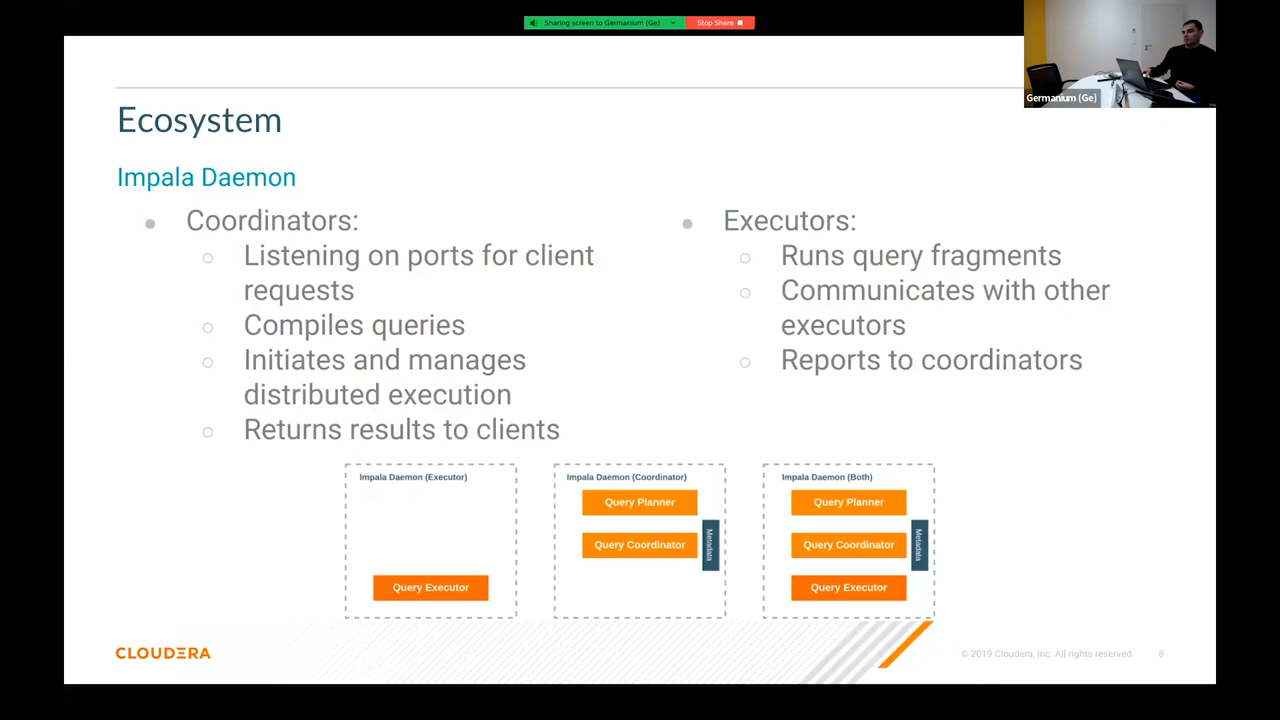 Sharing screen to Germanium (Ge)
Stop Share
Germanium (Ge)
Ecosystem
Impala Daemon
Coordinators:
Listening on ports for client
requests
Compiles queries
Initiates and manages
distributed execution
Returns results to clients
Executors:
Runs query fragments
Communicates with other
executors
Reports to coordinators
Impala Daemon (Executor)
Query Executor
Impala Daemon (Coordinator)
Query Planner
Query Coordinator
Metadata
Impala Daemon (Both)
Query Planner
Query Coordinator
Metadata
Query Executor
CLOUDERA
© 2019 Cloudera, Inc. All rights reserved.
8